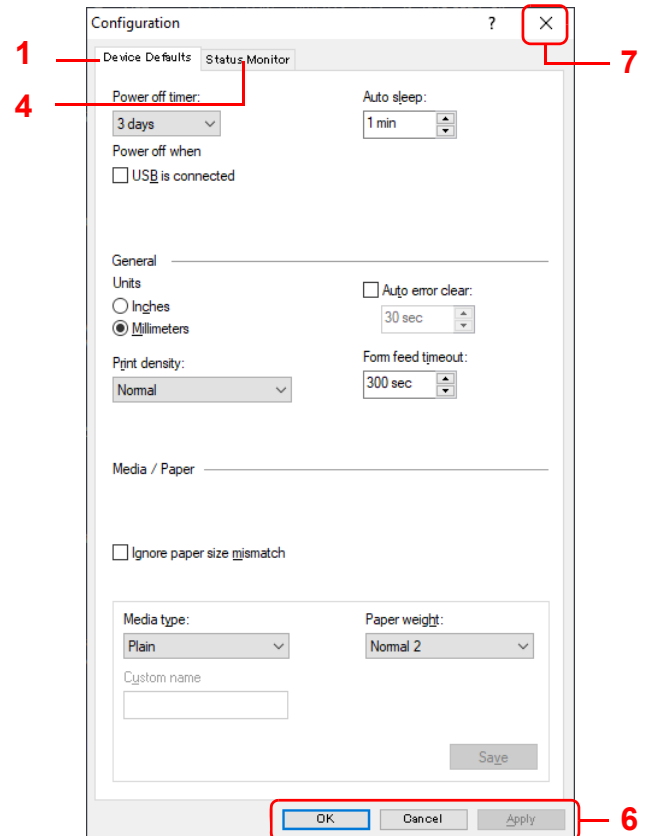 Configuration ?
1 Device Defaults Status Monitor 7
4
Power off timer: Auto sleep:
3 days 1 min
Power off when
USB is connected
General
Units
Auto error clear:
Inches
30 sec
Millimeters
Print density: Form feed timeout:
Normal 300 sec
Media / Paper
Ignore paper size mismatch
Media type: Paper weight:
Plain Normal 2
Custom name
Save
OK Cancel Apply 6